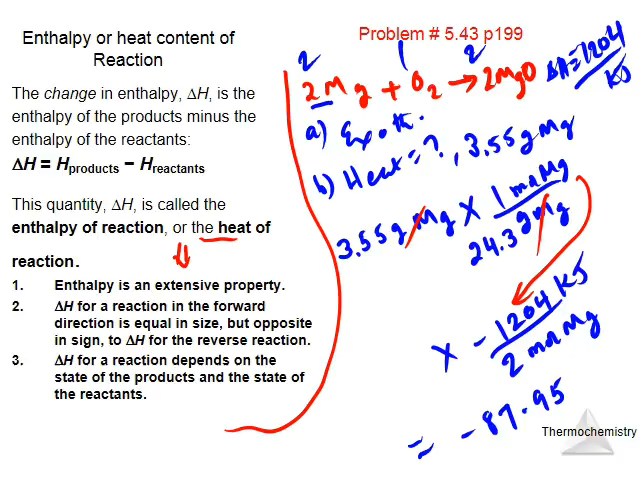 Enthalpy or heat content of
Reaction
The change in enthalpy, ΔH, is the
enthalpy of the products minus the
enthalpy of the reactants:
ΔH = Hproducts − Hreactants
This quantity, ΔH, is called the
enthalpy of reaction, or the heat of
reaction.
1. Enthalpy is an extensive property.
2. ΔH for a reaction in the forward
direction is equal in size, but opposite
in sign, to ΔH for the reverse reaction.
3. ΔH for a reaction depends on the
state of the products and the state of
the reactants.
Problem # 5.43 p199
2 1 2
2Mg + O2 → 2MgO ΔH=-1204
KJ
a) Exoth.
b) Heat = ?, 3.55g Mg
3.55g Mg X 1 mol Mg
24.3g Mg
X -1204 KJ
2 mol Mg
= -87.95
Thermochemistry